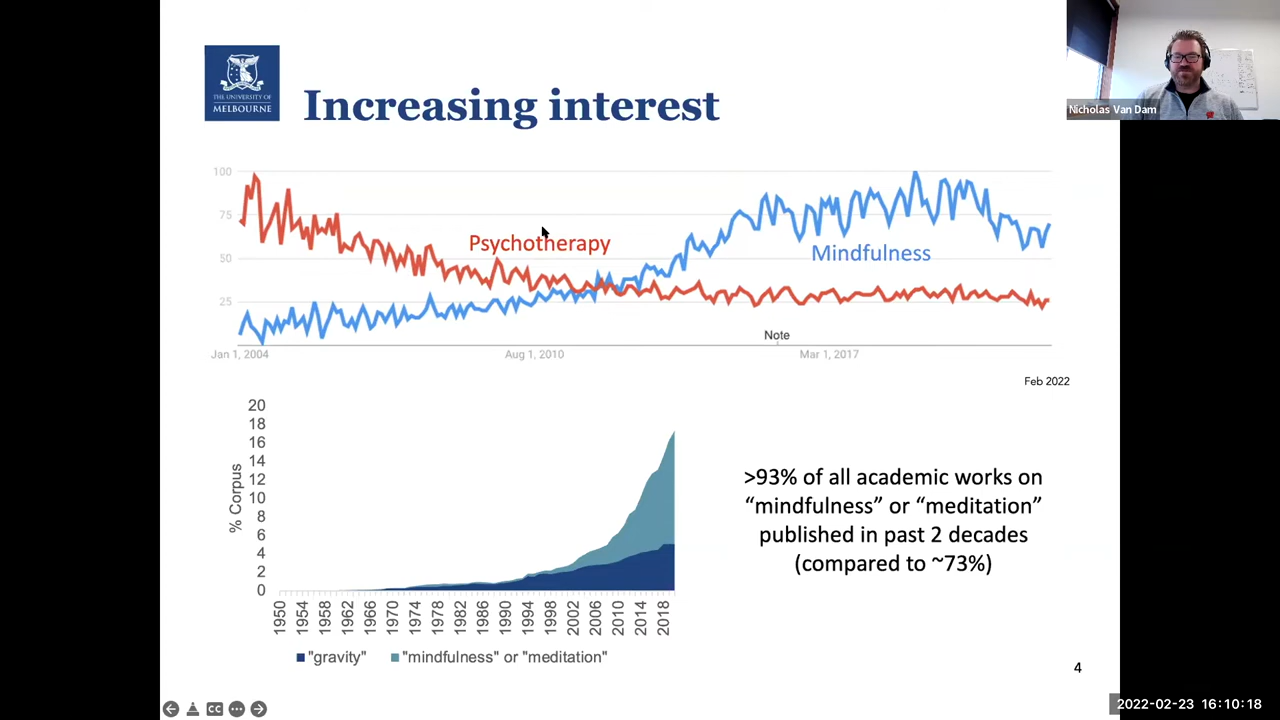 THE UNIVERSITY OF
MELBOURNE
Increasing interest
Nicholas Van Dam
100
75
50
25
Psychotherapy
Mindfulness
Note
Jan 1, 2004
Aug 1, 2010
Mar 1, 2017
Feb 2022
% Corpus
20
18
16
14
12
10
8
6
4
2
0
1950
1954
1958
1962
1966
1970
1974
1978
1982
1986
1990
1994
1998
2002
2006
2010
2014
2018
"gravity"
"mindfulness" or "meditation"
>93% of all academic works on
“mindfulness” or “meditation”
published in past 2 decades
(compared to ~73%)
4
CC
2022-02-23 16:10:18